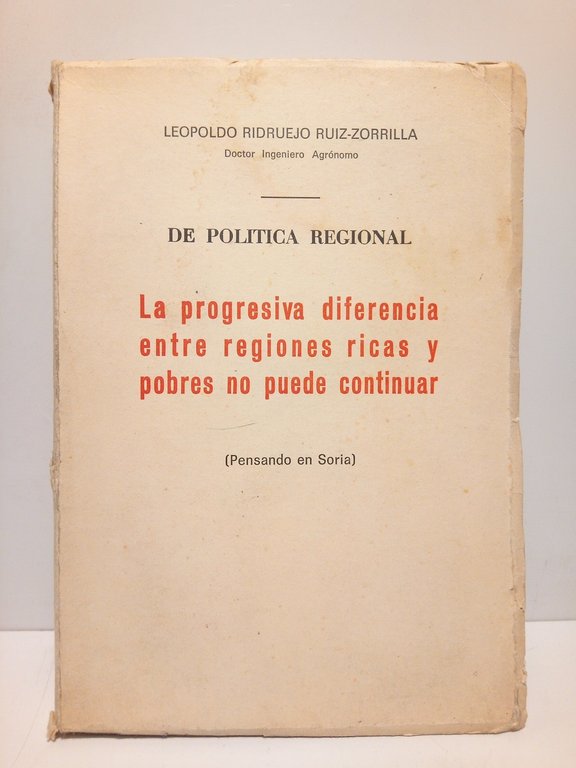 LEOPOLDO RIDRUEJO RUIZ-ZORRILLA
Doctor Ingeniero Agrónomo
DE POLITICA REGIONAL
La progresiva diferencia
entre regiones ricas y
pobres no puede continuar
(Pensando en Soria)